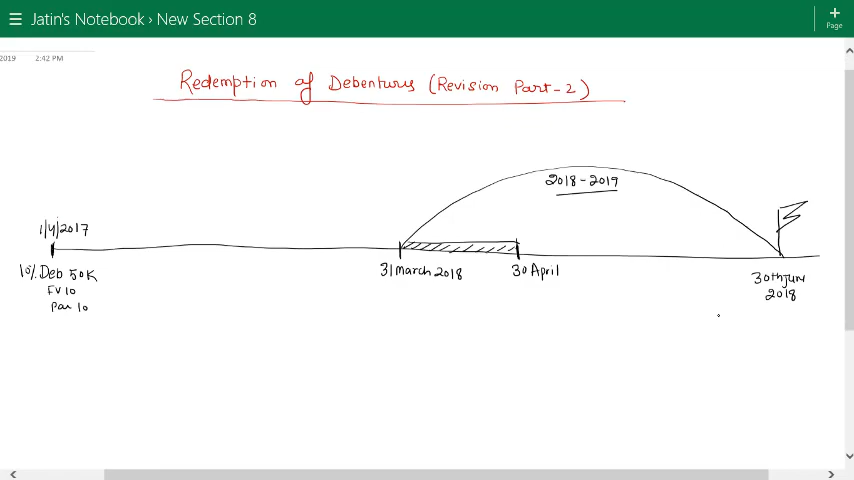 Jatin's Notebook › New Section 8
Page
2019 2:42 PM
Redemption of Debentures (Revision Part-2)
2018-2019
1/4/2017
31 March 2018
30 April
30th June
2018
10% Deb 50K
FV 10
Par 10